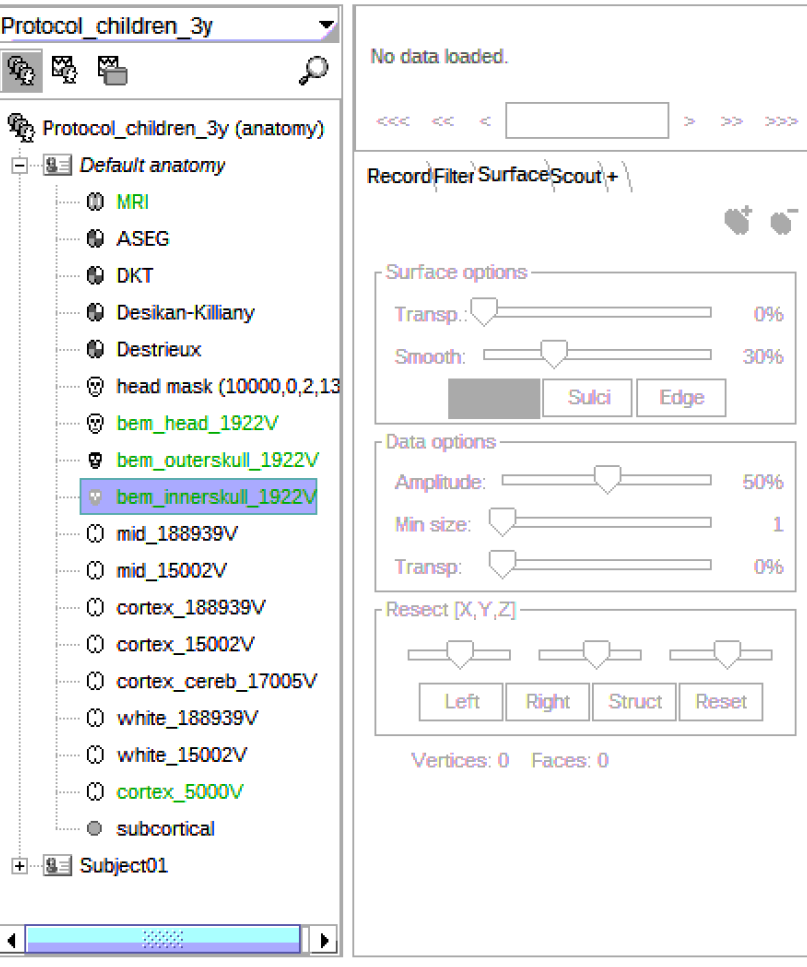 Protocol_children_3y
Protocol_children_3y (anatomy)
Default anatomy
MRI
ASEG
DKT
Desikan-Killiany
Destrieux
head mask (10000,0,2,13
bem_head_1922V
bem_outerskull_1922V
bem_innerskull_1922V
mid_188939V
mid_15002V
cortex_188939V
cortex_15002V
cortex_cereb_17005V
white_188939V
white_15002V
cortex_5000V
subcortical
Subject01
No data loaded.
<<< << < > >> >>>
Record Filter Surface Scout +
Surface options
Transp.: 0%
Smooth: 30%
Sulci Edge
Data options
Amplitude: 50%
Min size: 1
Transp: 0%
Resect [X,Y,Z]
Left Right Struct Reset
Vertices: 0 Faces: 0